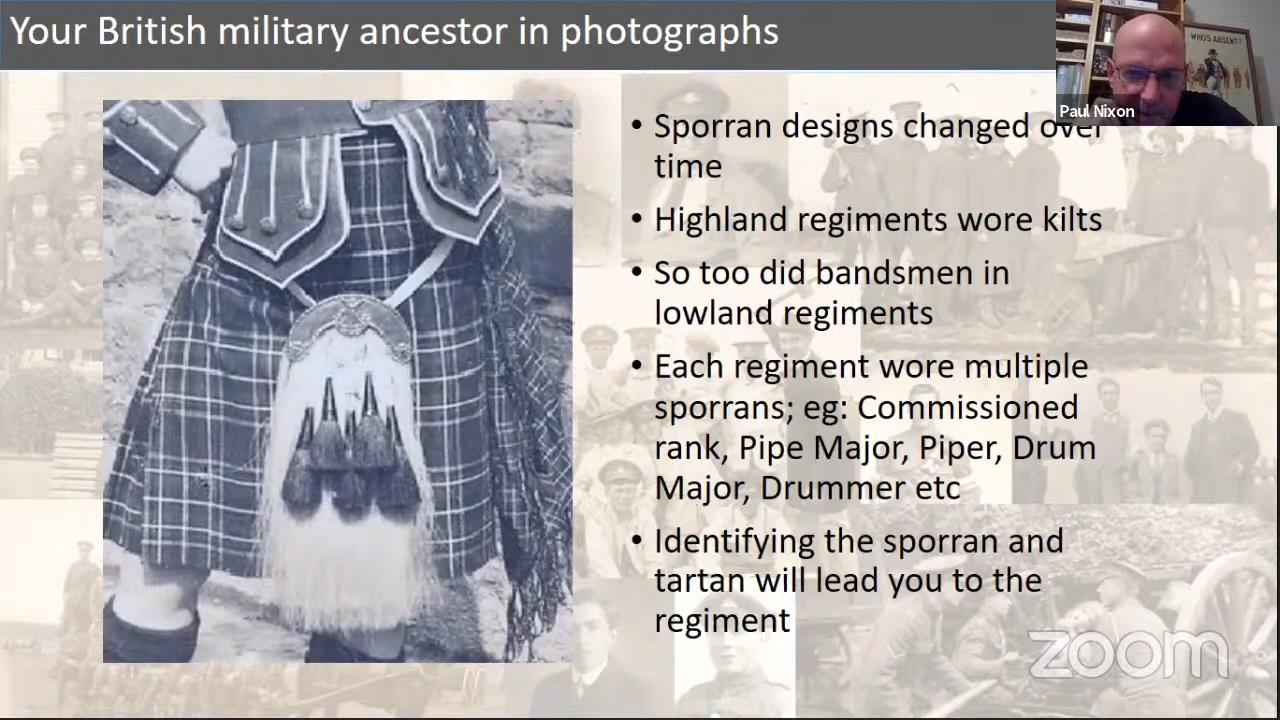 Your British military ancestor in photographs
WHO'S ABSENT?
Paul Nixon
• Sporran designs changed over
time
• Highland regiments wore kilts
• So too did bandsmen in
lowland regiments
• Each regiment wore multiple
sporrans; eg: Commissioned
rank, Pipe Major, Piper, Drum
Major, Drummer etc
• Identifying the sporran and
tartan will lead you to the
regiment
zoom